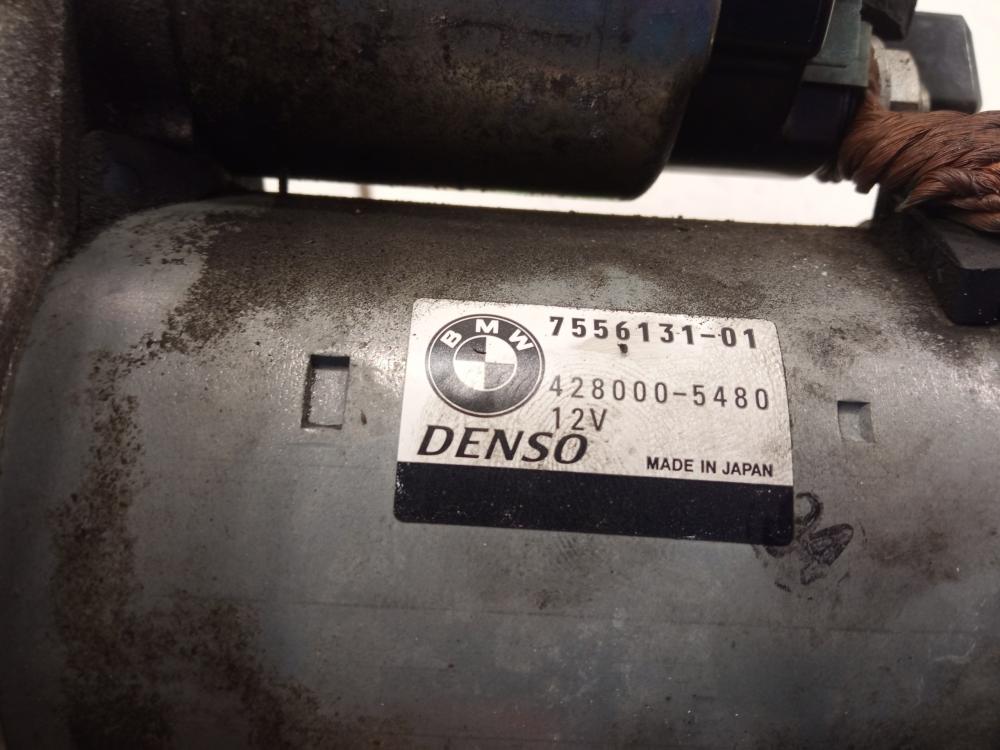 BMW
7556131-01
428000-5480
12V
DENSO
MADE IN JAPAN